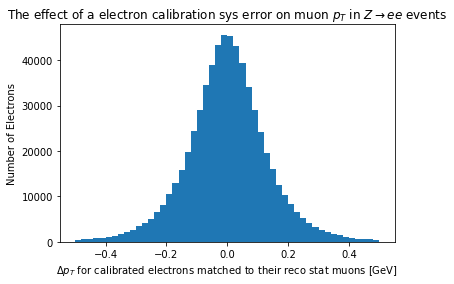 The effect of a electron calibration sys error on muon $p_T$ in $Z \rightarrow ee$ events
Number of Electrons
40000
30000
20000
10000
0
−0.4 −0.2 0.0 0.2 0.4
$\Delta p_T$ for calibrated electrons matched to their reco stat muons [GeV]